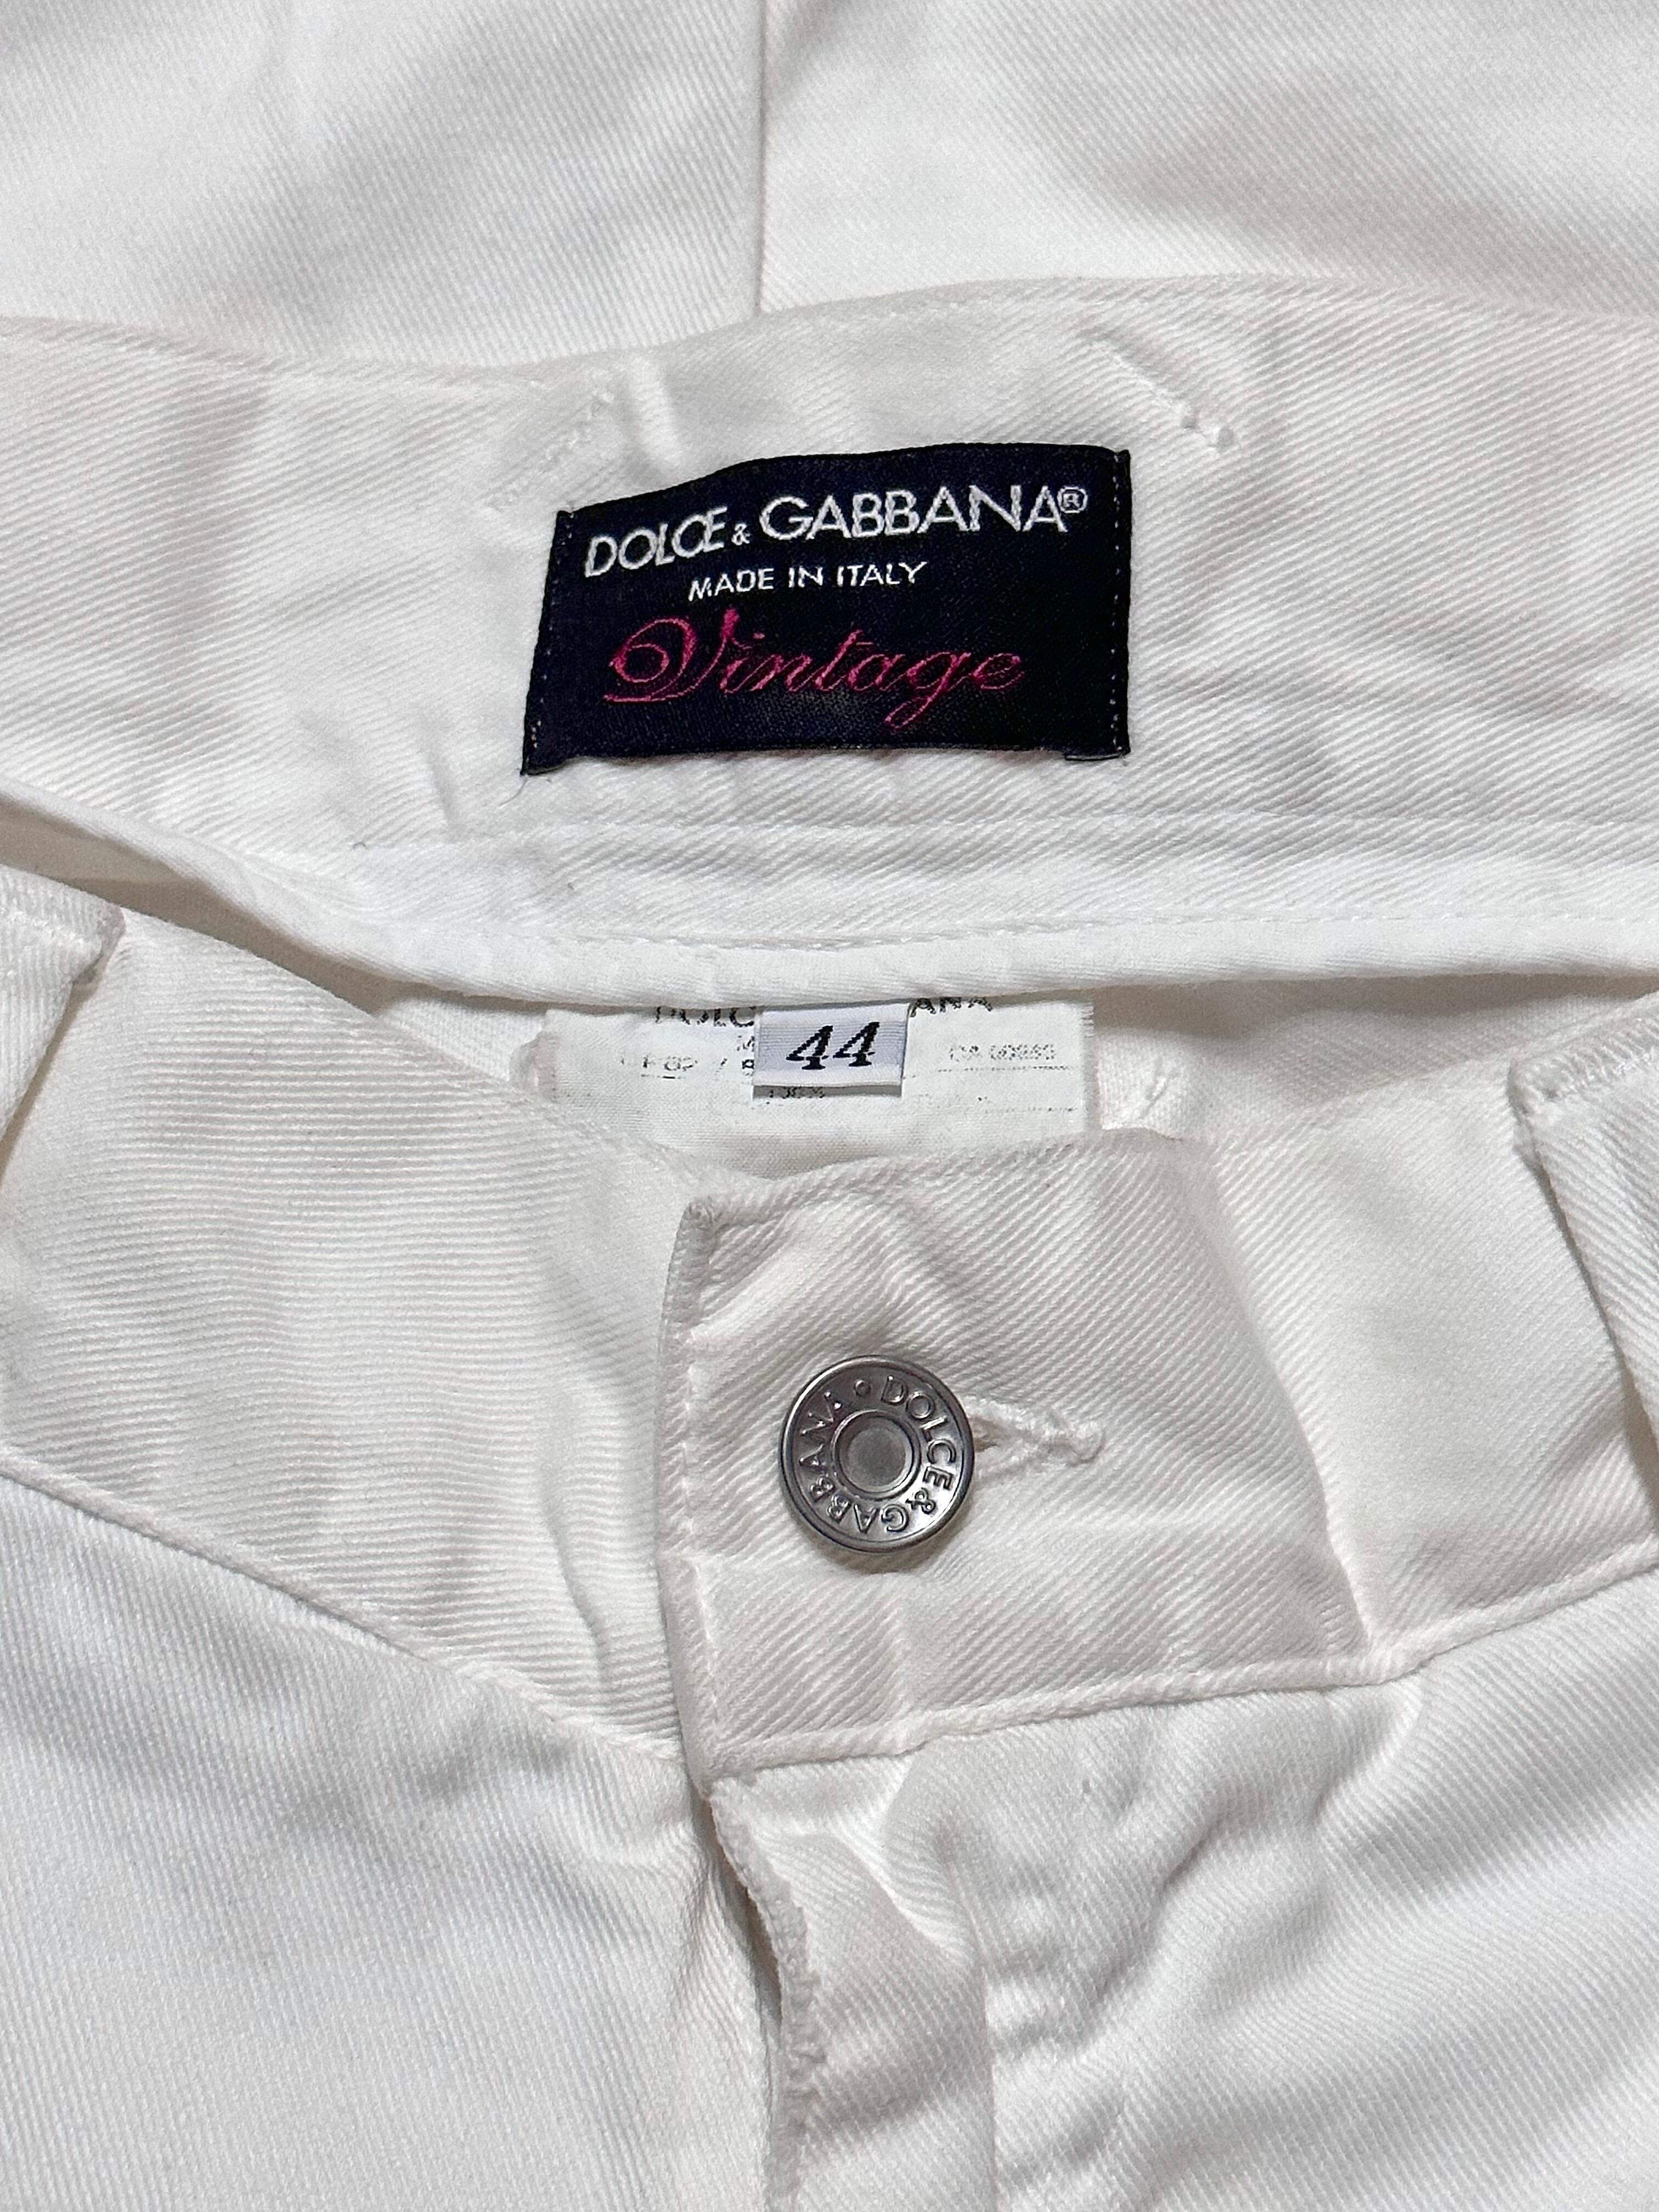 DOLCE & GABBANA®
MADE IN ITALY
Vintage
44
DOLCE & GABBANA